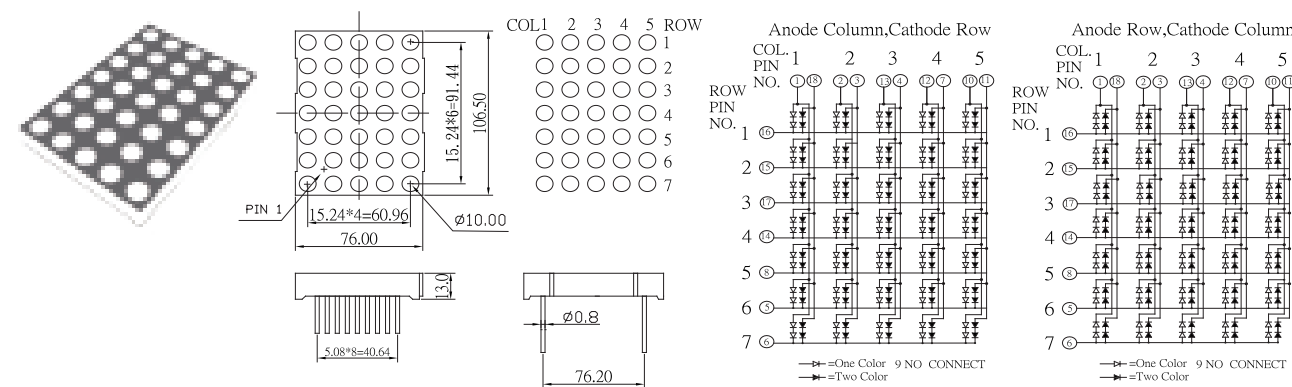 COL1 2 3 4 5 ROW
1
2
3
4
5
6
7
15.24*6=91.44
106.50
PIN 1
15.24*4=60.96
Ø10.00
76.00
13.0
5.08*8=40.64
Ø0.8
76.20
Anode Column,Cathode Row
COL. 1 2 3 4 5
PIN
NO. 1 18 2 3 13 4 12 7 10 11
ROW
PIN
NO.
1 16
2 15
3 17
4 14
5 8
6 5
7 6
=One Color 9 NO CONNECT
=Two Color
Anode Row,Cathode Column
COL. 1 2 3 4 5
PIN
NO. 1 18 2 3 13 4 12 7 10 11
ROW
PIN
NO.
1 16
2 15
3 17
4 14
5 8
6 5
7 6
=One Color 9 NO CONNECT
=Two Color